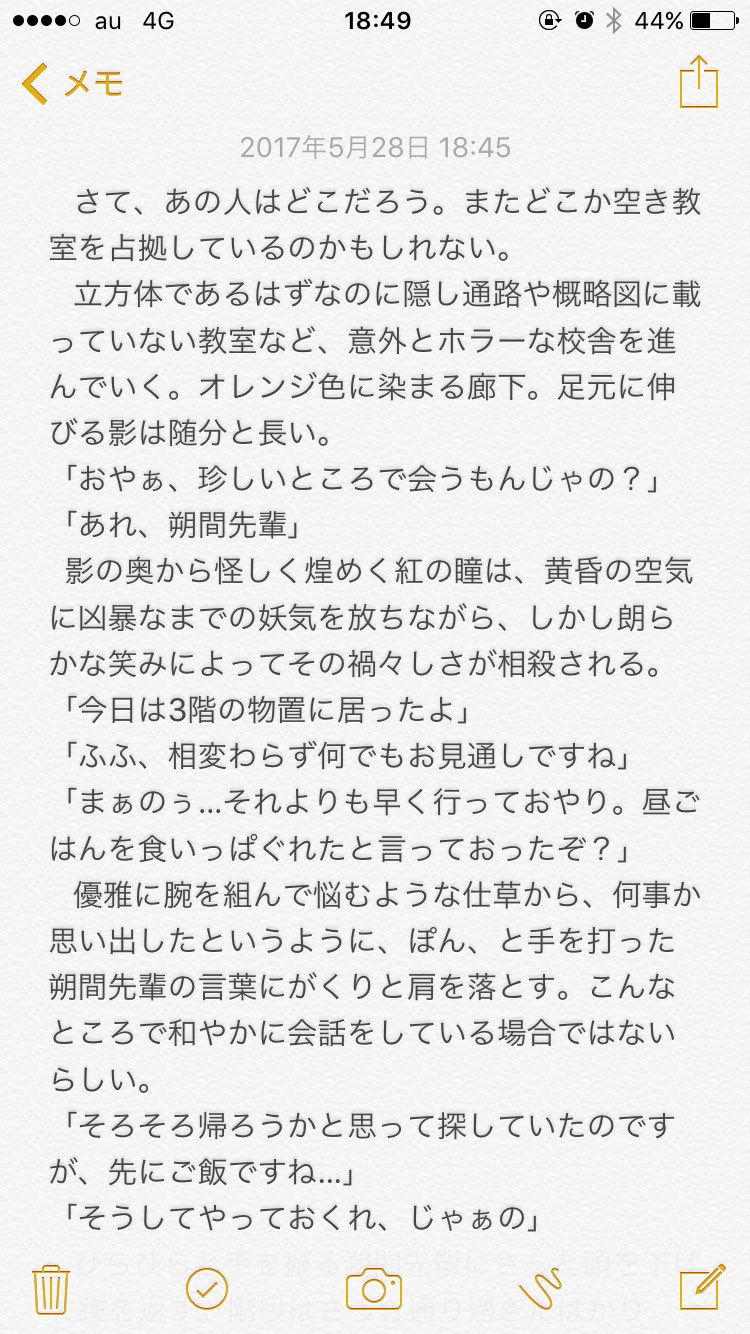 au 4G 18:49 44%
メモ
2017年5月28日 18:45
さて、あの人はどこだろう。またどこか空き教
室を占拠しているのかもしれない。
立方体であるはずなのに隠し通路や概略図に載
っていない教室など、意外とホラーな校舎を進
んでいく。オレンジ色に染まる廊下。足元に伸
びる影は随分と長い。
「おやぁ、珍しいところで会うもんじゃの？」
「あれ、朔間先輩」
影の奥から怪しく煌めく紅の瞳は、黄昏の空気
に凶暴なまでの妖気を放ちながら、しかし朗ら
かな笑みによってその禍々しさが相殺される。
「今日は3階の物置に居ったよ」
「ふふ、相変わらず何でもお見通しですね」
「まぁのぅ…それよりも早く行っておやり。昼ご
はんを食いっぱぐれたと言っておったぞ？」
優雅に腕を組んで悩むような仕草から、何事か
思い出したというように、ぽん、と手を打った
朔間先輩の言葉にがくりと肩を落とす。こんな
ところで和やかに会話をしている場合ではない
らしい。
「そろそろ帰ろうかと思って探していたのです
が、先にご飯ですね…」
「そうしてやっておくれ、じゃぁの」